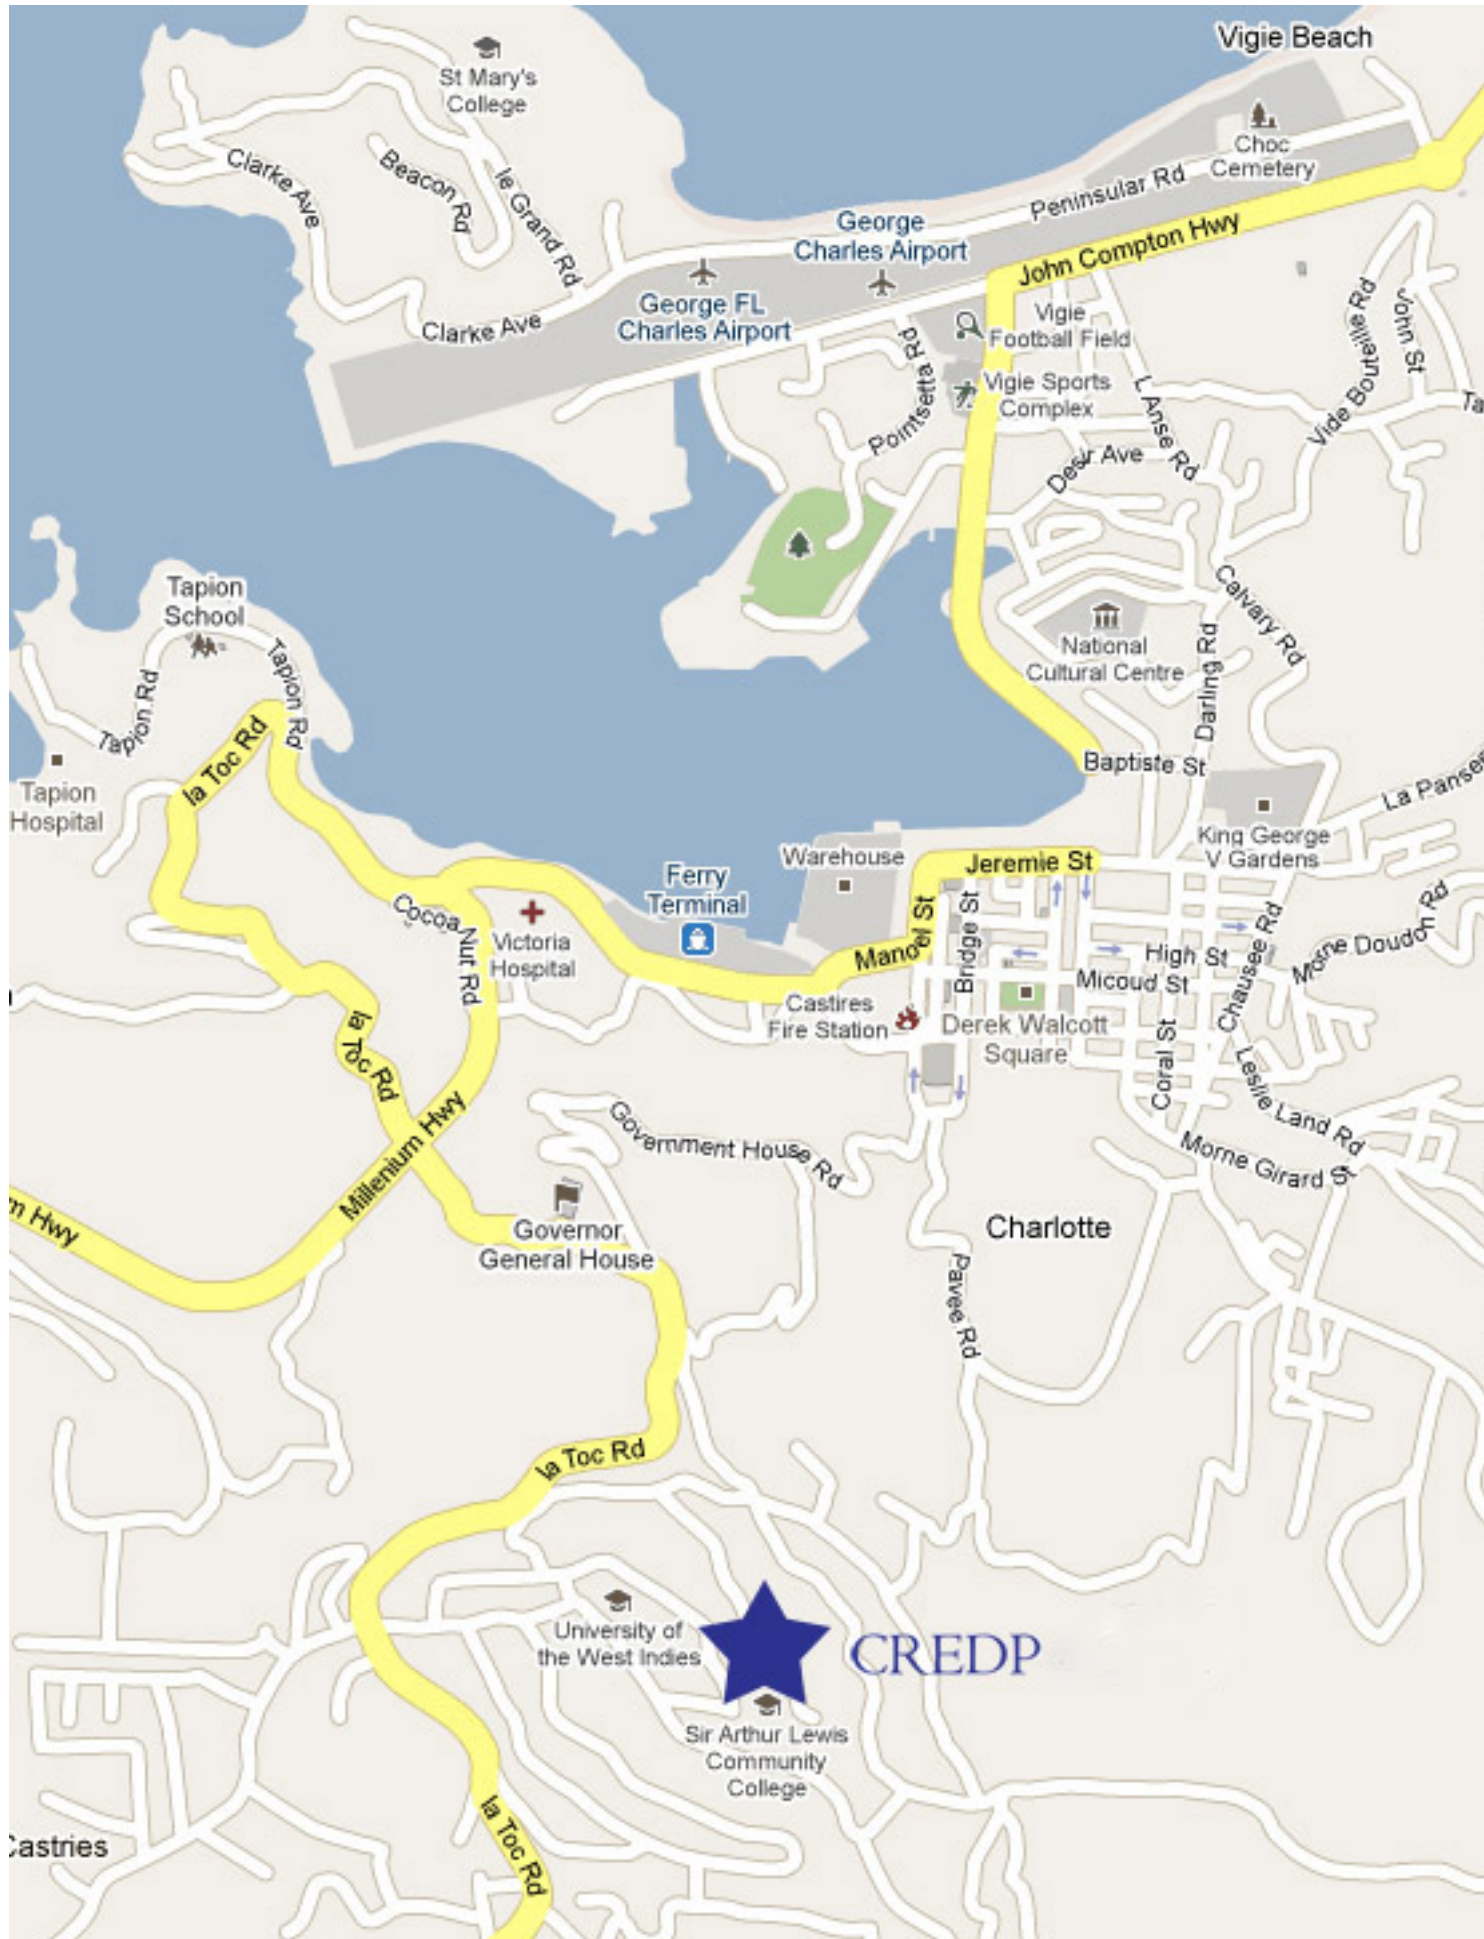 Vigie Beach
St Mary's
College
Choc
Cemetery
Clarke Ave
Beacon Rd
le Grand Rd
Peninsular Rd
George
Charles Airport
John Compton Hwy
George FL
Charles Airport
Clarke Ave
Vigie
Football Field
Vide Bouteille Rd
John St
Pointsetta Rd
Vigie Sports
Complex
L Anse Rd
Ta
Desir Ave
Tapion
School
Calvary Rd
National
Cultural Centre
Tapion Rd
Tapion Rd
Darling Rd
la Toc Rd
Baptiste St
Tapion
Hospital
La Panse
King George
V Gardens
Warehouse
Jeremie St
Ferry
Terminal
Cocoa Nut Rd
Victoria
Hospital
Manoel St
Bridge St
High St
Micoud St
Chausee Rd
Morne Doudon Rd
Castires
Fire Station
Derek Walcott
Square
la Toc Rd
Coral St
Leslie Land Rd
Millenium Hwy
Government House Rd
Morne Girard St
m Hwy
Governor
General House
Charlotte
Pavee Rd
la Toc Rd
University of
the West Indies
CREDP
Sir Arthur Lewis
Community
College
la Toc Rd
Castries